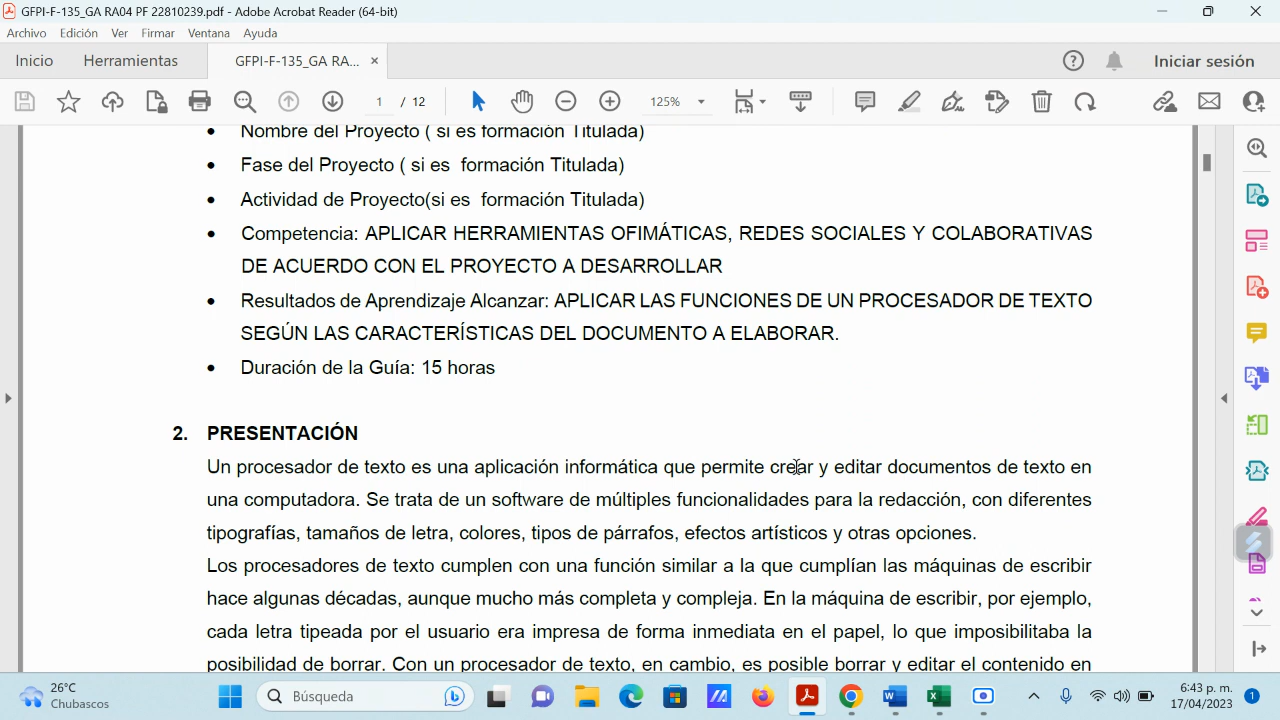 GFPI-F-135_GA RA04 PF 22810239.pdf - Adobe Acrobat Reader (64-bit)
Archivo Edición Ver Firmar Ventana Ayuda
Inicio Herramientas GFPI-F-135_GA RA... × Iniciar sesión
1 / 12 125%
• Nombre del Proyecto ( si es formación Titulada)
• Fase del Proyecto ( si es formación Titulada)
• Actividad de Proyecto(si es formación Titulada)
• Competencia: APLICAR HERRAMIENTAS OFIMÁTICAS, REDES SOCIALES Y COLABORATIVAS
DE ACUERDO CON EL PROYECTO A DESARROLLAR
• Resultados de Aprendizaje Alcanzar: APLICAR LAS FUNCIONES DE UN PROCESADOR DE TEXTO
SEGÚN LAS CARACTERÍSTICAS DEL DOCUMENTO A ELABORAR.
• Duración de la Guía: 15 horas
2. PRESENTACIÓN
Un procesador de texto es una aplicación informática que permite crear y editar documentos de texto en
una computadora. Se trata de un software de múltiples funcionalidades para la redacción, con diferentes
tipografías, tamaños de letra, colores, tipos de párrafos, efectos artísticos y otras opciones.
Los procesadores de texto cumplen con una función similar a la que cumplían las máquinas de escribir
hace algunas décadas, aunque mucho más completa y compleja. En la máquina de escribir, por ejemplo,
cada letra tipeada por el usuario era impresa de forma inmediata en el papel, lo que imposibilitaba la
posibilidad de borrar. Con un procesador de texto, en cambio, es posible borrar y editar el contenido en
26°C
Chubascos
Búsqueda
6:43 p. m.
17/04/2023
1